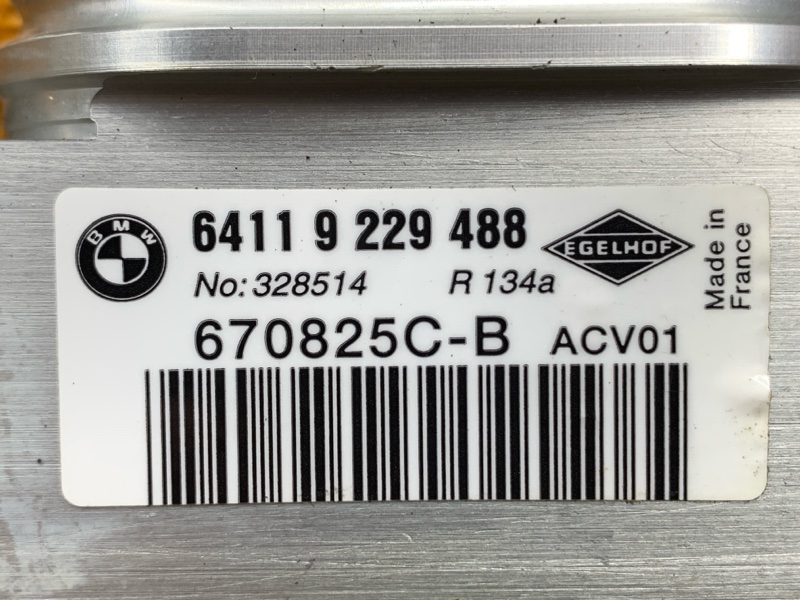 BMW
6411 9 229 488
EGELHOF
No: 328514 R 134a
670825C-B ACV01
Made in
France